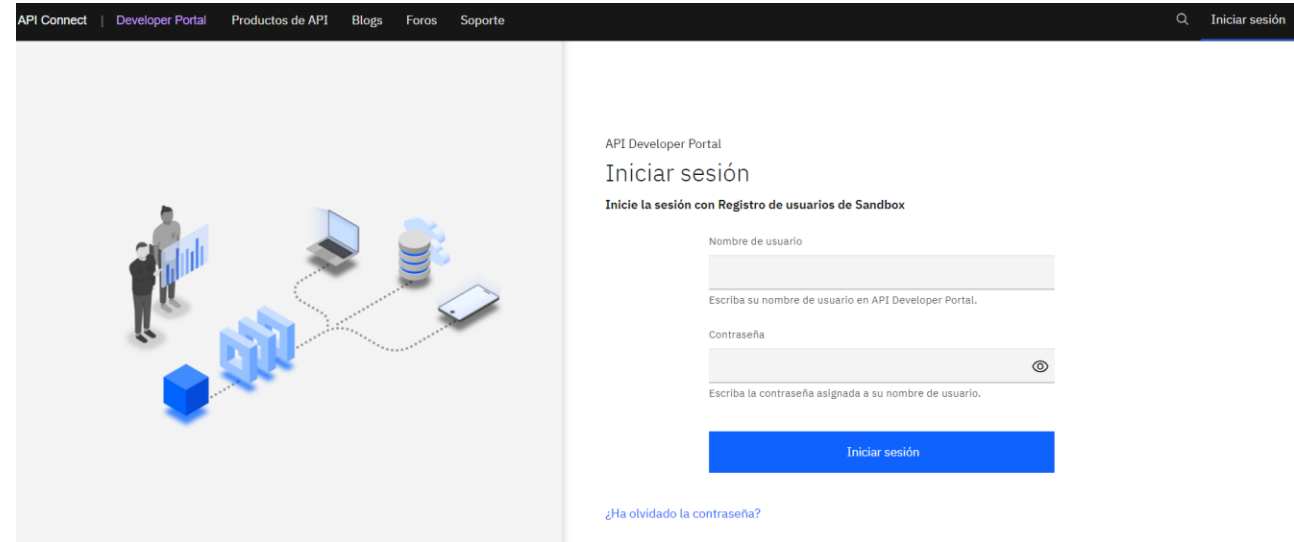 API Connect | Developer Portal Productos de API Blogs Foros Soporte Iniciar sesión
API Developer Portal
Iniciar sesión
Inicie la sesión con Registro de usuarios de Sandbox
Nombre de usuario
Escriba su nombre de usuario en API Developer Portal.
Contraseña
Escriba la contraseña asignada a su nombre de usuario.
Iniciar sesión
¿Ha olvidado la contraseña?